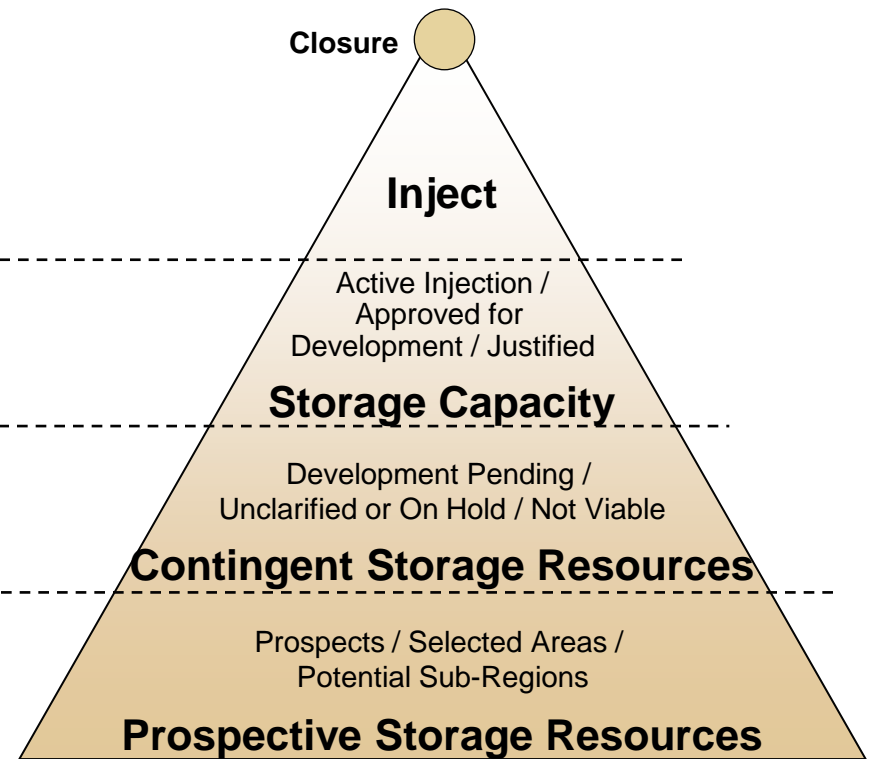 Closure
Inject
Active Injection /
Approved for
Development / Justified
Storage Capacity
Development Pending /
Unclarified or On Hold / Not Viable
Contingent Storage Resources
Prospects / Selected Areas /
Potential Sub-Regions
Prospective Storage Resources